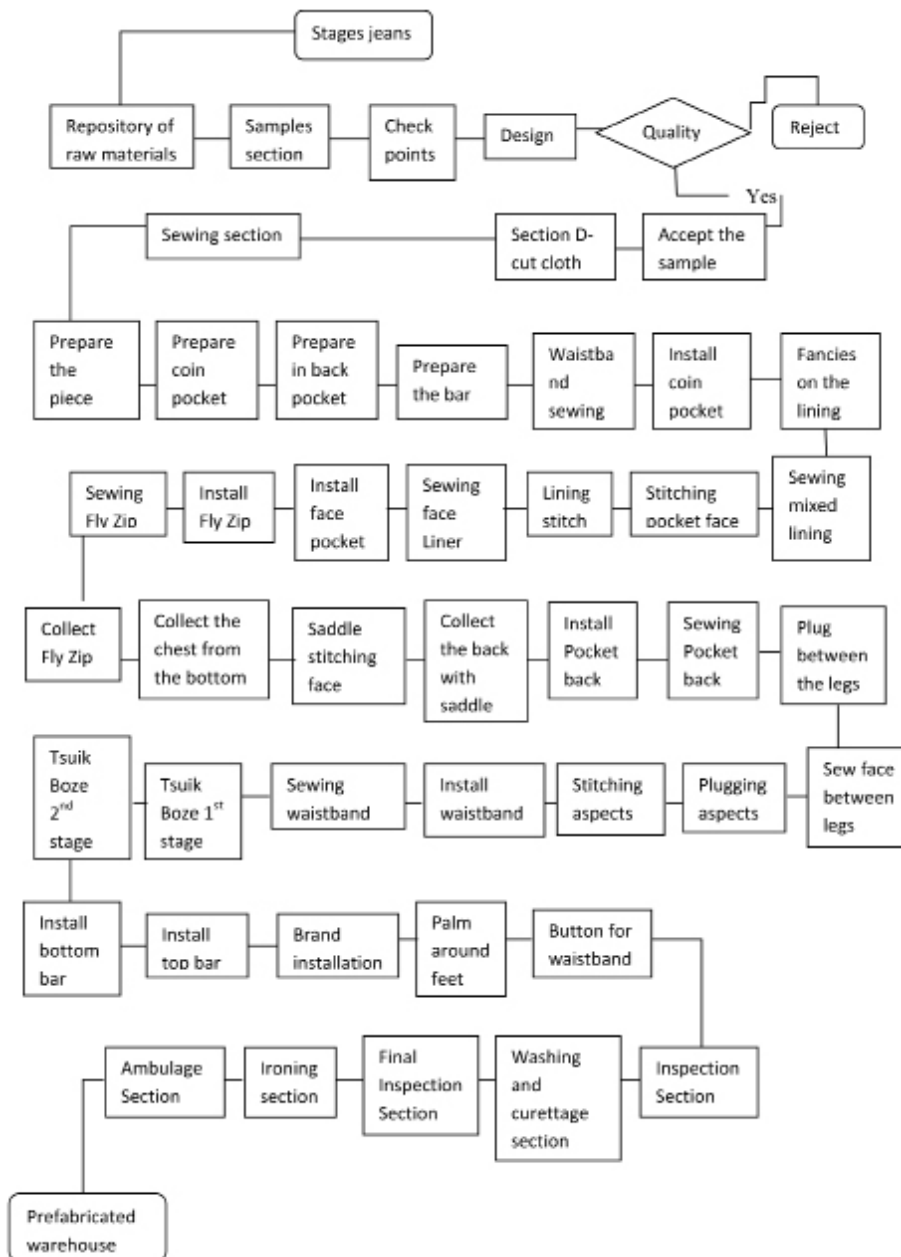 Stages jeans
Repository of
raw materials
Samples
section
Check
points
Design
Quality
Reject
Yes
Sewing section
Section D-
cut cloth
Accept the
sample
Prepare
the
piece
Prepare
coin
pocket
Prepare
in back
pocket
Prepare
the bar
Waistba
nd
sewing
Install
coin
pocket
Fancies
on the
lining
Sewing
Fly Zip
Install
Fly Zip
Install
face
pocket
Sewing
face
Liner
Lining
stitch
Stitching
pocket face
Sewing
mixed
lining
Collect
Fly Zip
Collect the
chest from
the bottom
Saddle
stitching
face
Collect
the back
with
saddle
Install
Pocket
back
Sewing
Pocket
back
Plug
between
the legs
Tsuik
Boze
2nd
stage
Tsuik
Boze 1st
stage
Sewing
waistband
Install
waistband
Stitching
aspects
Plugging
aspects
Sew face
between
legs
Install
bottom
bar
Install
top bar
Brand
installation
Palm
around
feet
Button for
waistband
Ambulage
Section
Ironing
section
Final
Inspection
Section
Washing
and
curettage
section
Inspection
Section
Prefabricated
warehouse